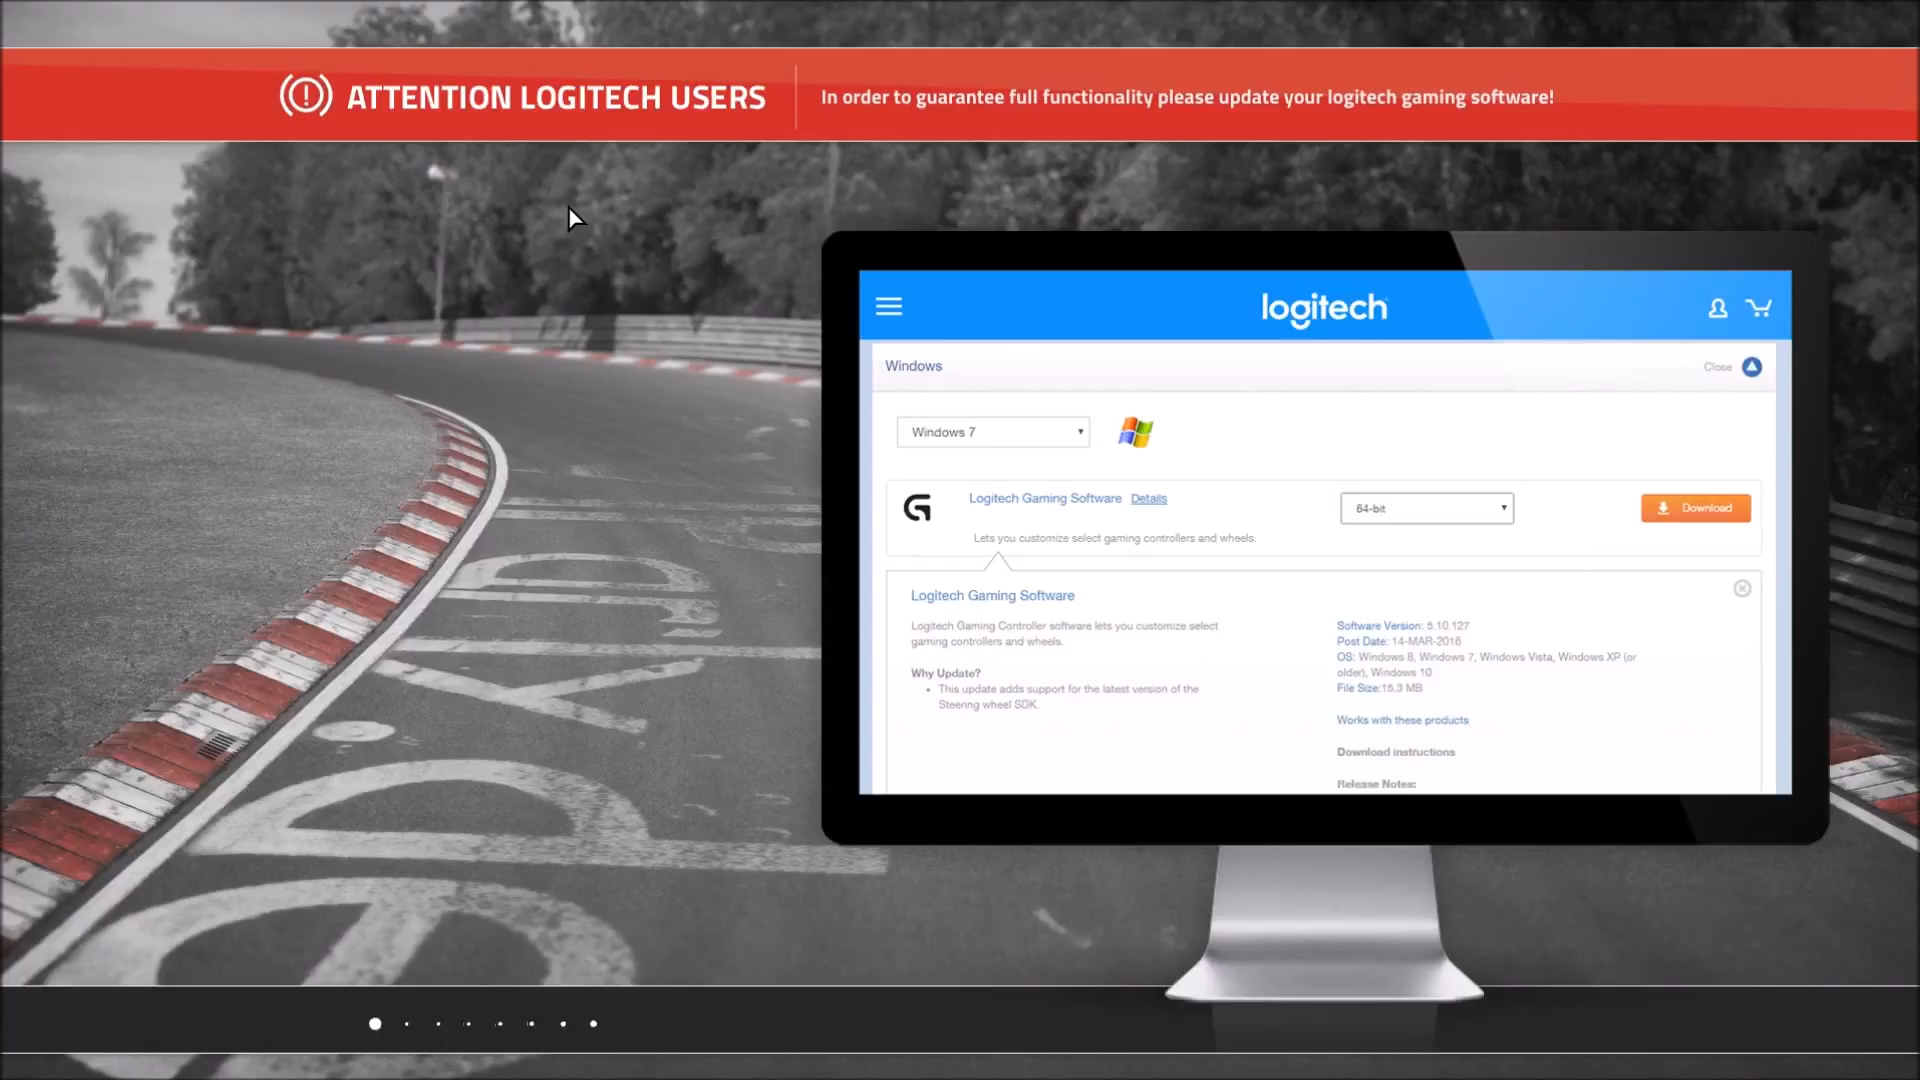 ATTENTION LOGITECH USERS
In order to guarantee full functionality please update your logitech gaming software!
logitech
Windows
Close
Windows 7
Logitech Gaming Software Details
64-bit
Download
Lets you customize select gaming controllers and wheels.
Logitech Gaming Software
Logitech Gaming Controller software lets you customize select
gaming controllers and wheels.
Why Update?
• This update adds support for the latest version of the
Steering wheel SDK.
Software Version: 5.10.127
Post Date: 14-MAR-2016
OS: Windows 8, Windows 7, Windows Vista, Windows XP (or
older), Windows 10
File Size:15.3 MB
Works with these products
Download instructions
Release Notes: